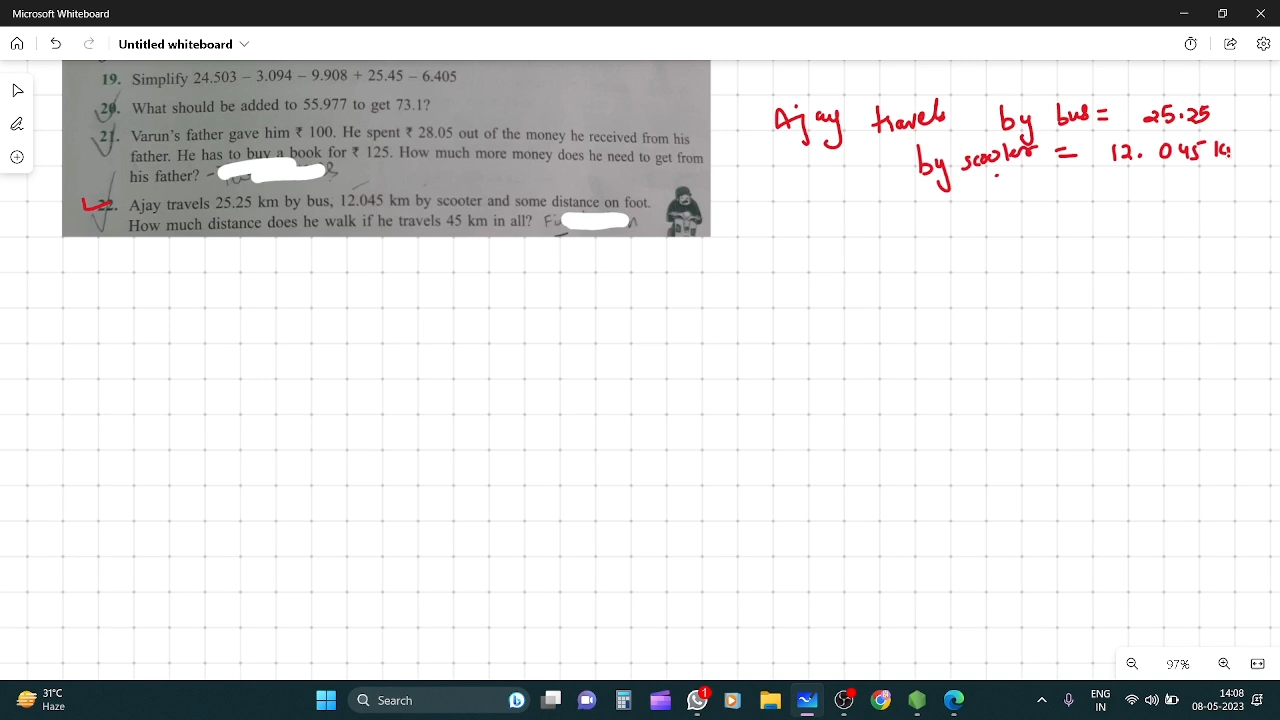 Microsoft Whiteboard
Untitled whiteboard
19. Simplify 24.503 – 3.094 – 9.908 + 25.45 – 6.405
20. What should be added to 55.977 to get 73.1?
21. Varun's father gave him ₹ 100. He spent ₹ 28.05 out of the money he received from his
father. He has to buy a book for ₹ 125. How much more money does he need to get from
his father?
22. Ajay travels 25.25 km by bus, 12.045 km by scooter and some distance on foot.
How much distance does he walk if he travels 45 km in all?
Ajay travels by bus = 25.25
by scooter = 12.045 km
97%
31°C
Haze
Search
1
ENG
IN
14:08
08-05-2023